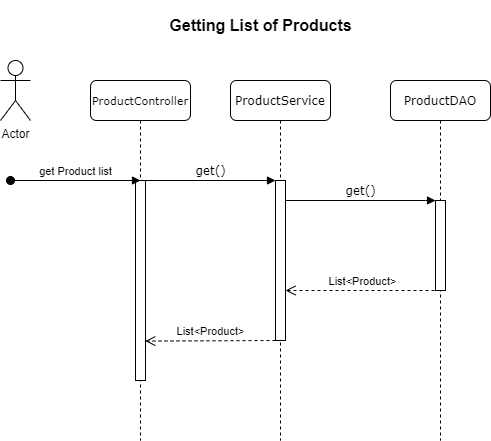 Getting List of Products
ProductController
ProductService
ProductDAO
Actor
get Product list
get()
get()
List<Product>
List<Product>